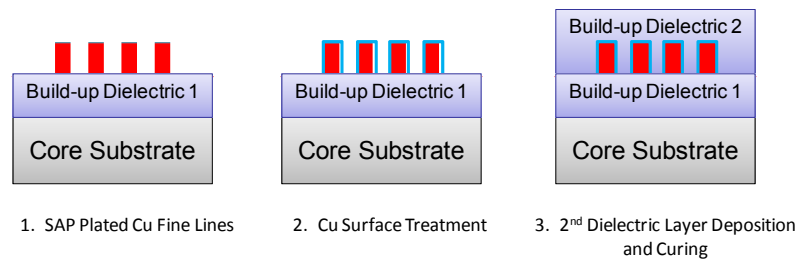 Build-up Dielectric 1
Core Substrate
1. SAP Plated Cu Fine Lines
Build-up Dielectric 1
Core Substrate
2. Cu Surface Treatment
Build-up Dielectric 2
Build-up Dielectric 1
Core Substrate
3. 2nd Dielectric Layer Deposition
and Curing